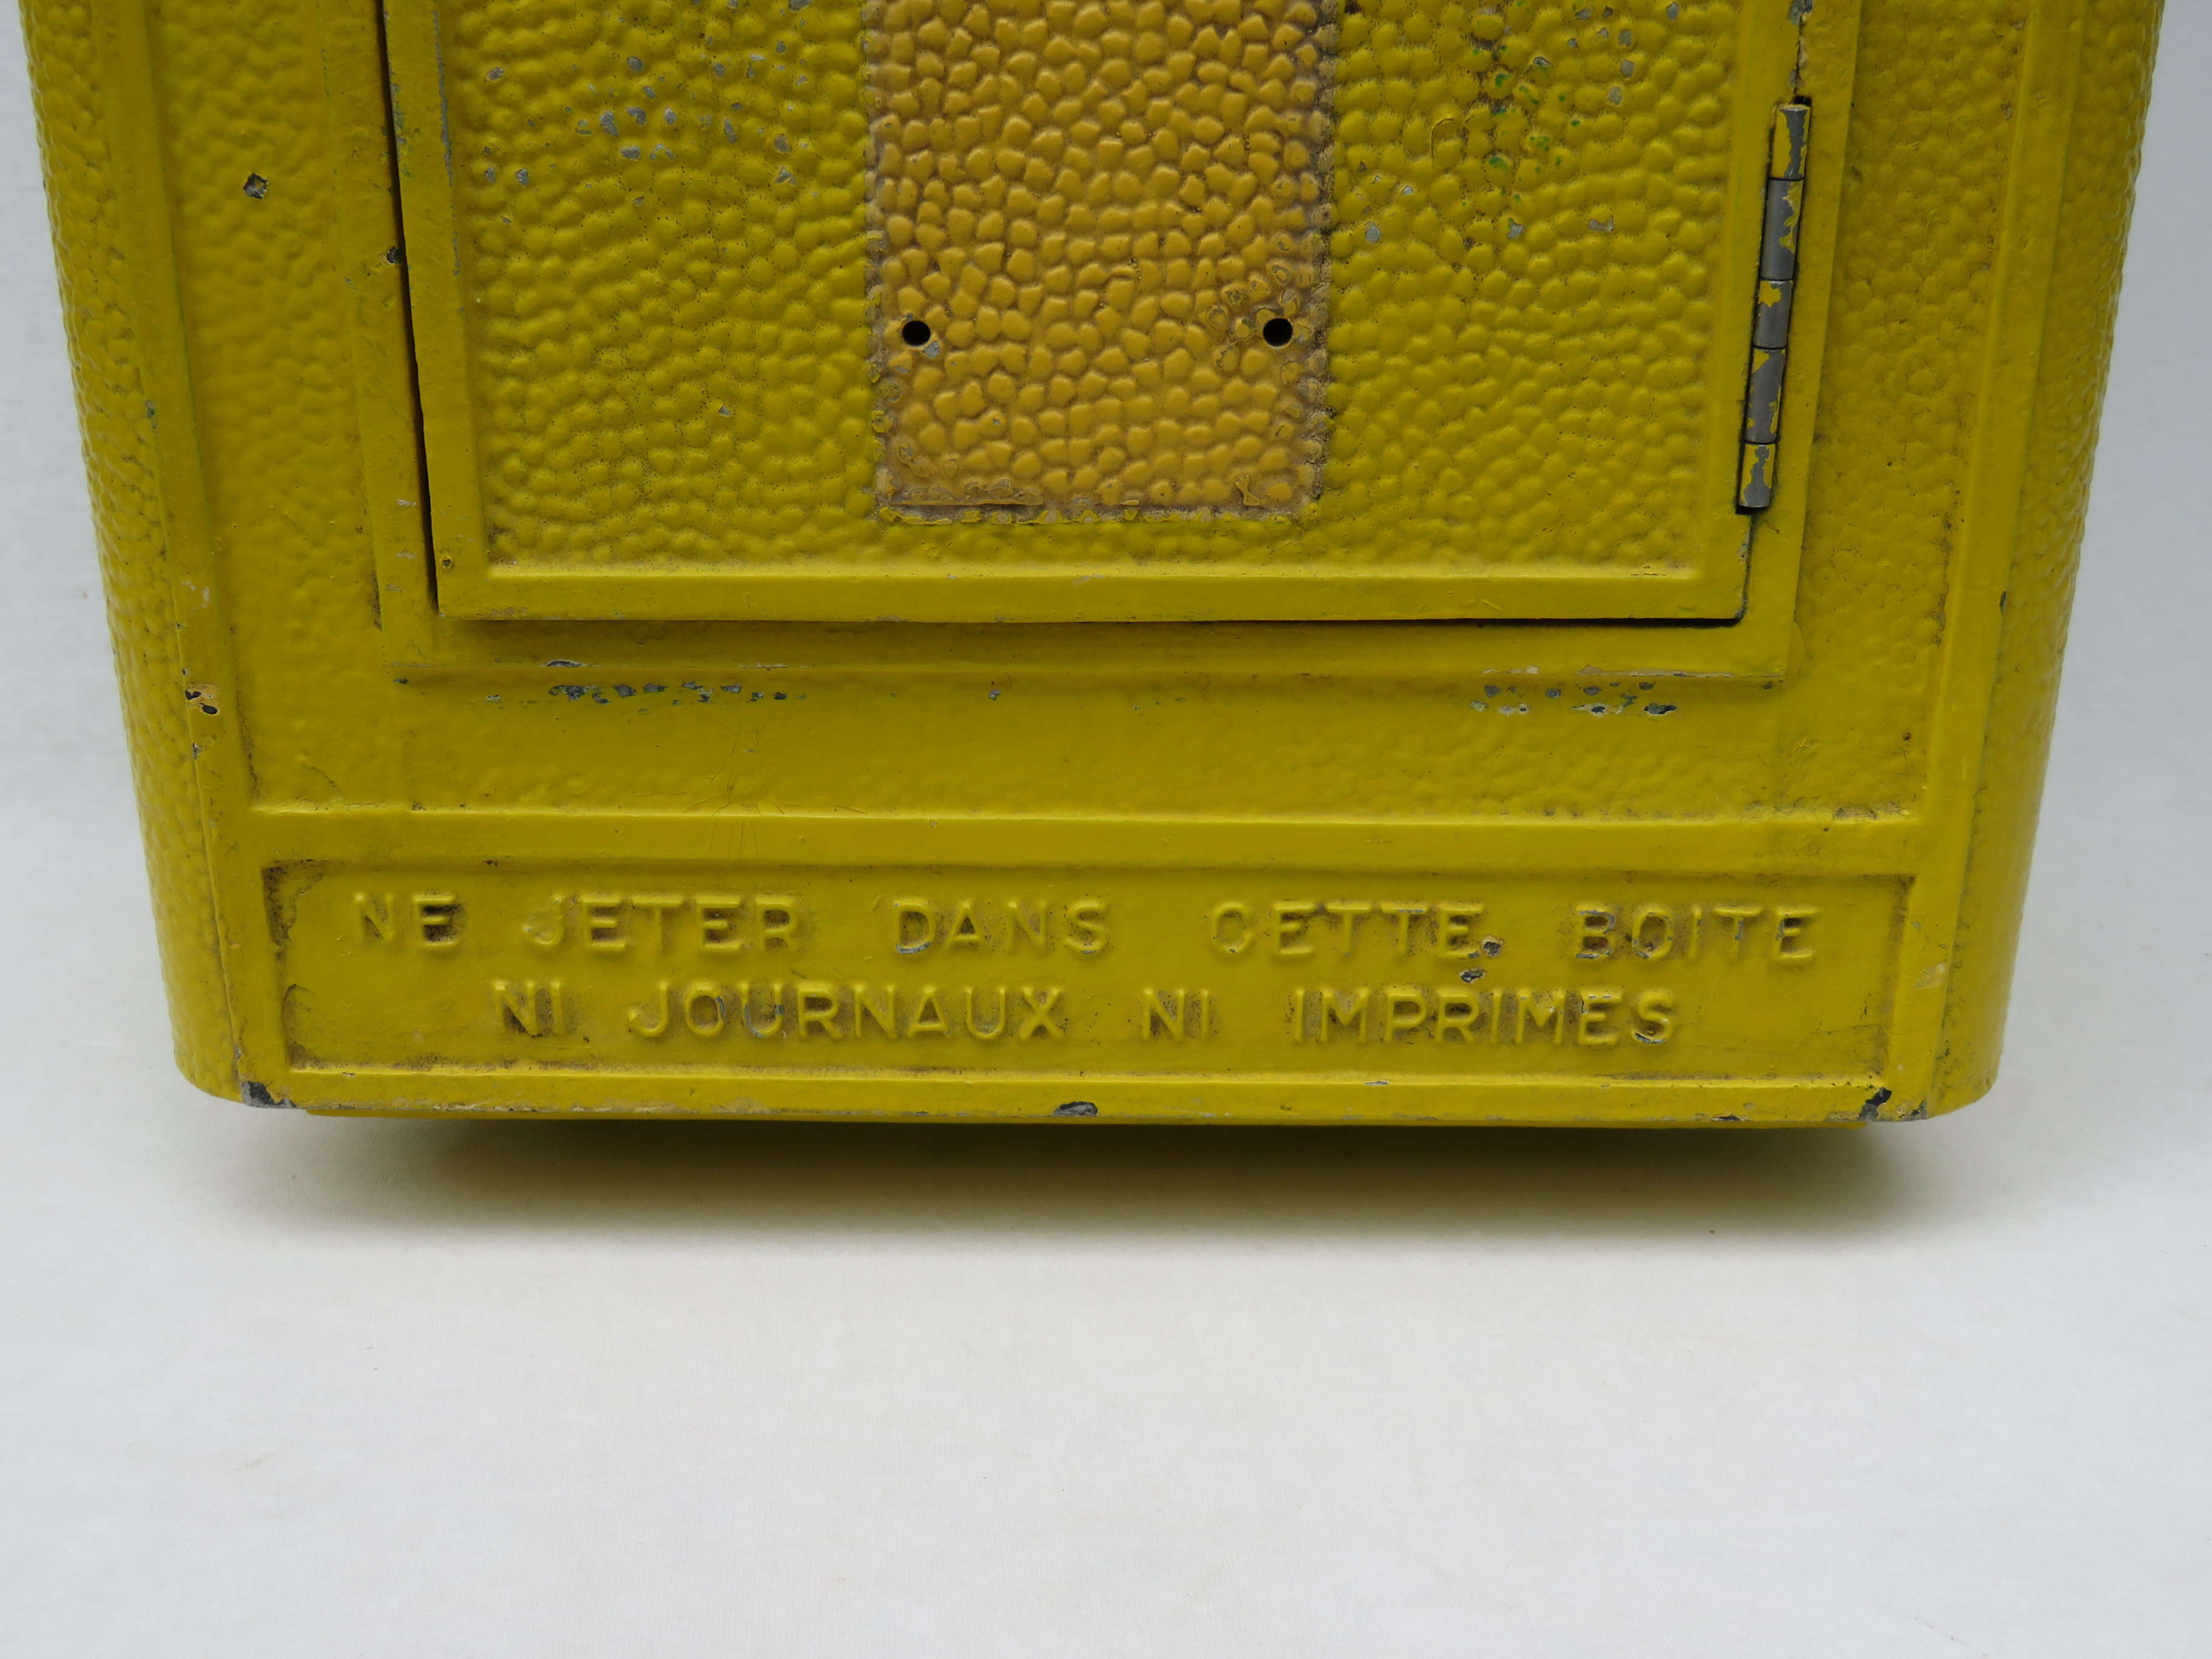 NE JETER DANS CETTE BOITE
NI JOURNAUX NI IMPRIMES